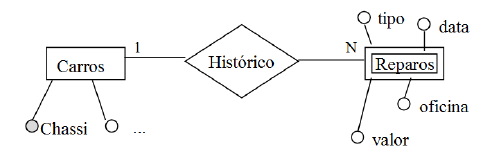 tipo
data
1
Histórico
N
Carros
Reparos
oficina
Chassi
...
valor